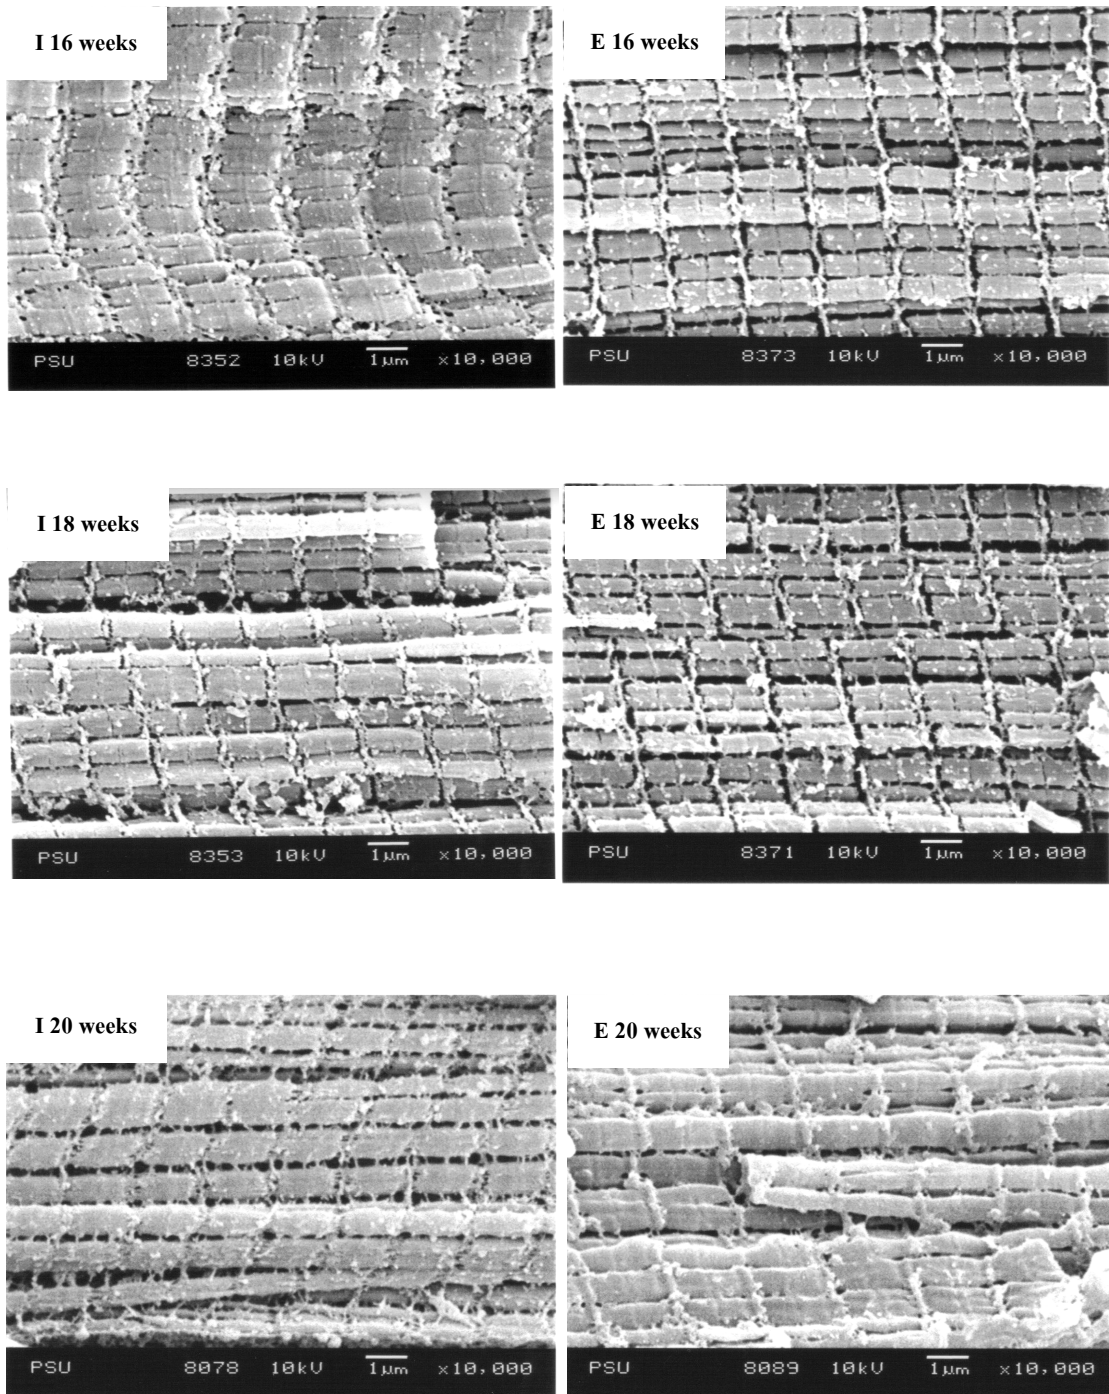 I 16 weeks
E 16 weeks
PSU 8352 10kV 1μm ×10,000
PSU 8373 10kV 1μm ×10,000
I 18 weeks
E 18 weeks
PSU 8353 10kV 1μm ×10,000
PSU 8371 10kV 1μm ×10,000
I 20 weeks
E 20 weeks
PSU 8078 10kV 1μm ×10,000
PSU 8089 10kV 1μm ×10,000